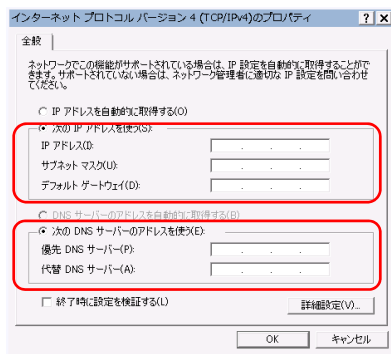 インターネット プロトコル バージョン 4 (TCP/IPv4)のプロパティ
全般
ネットワークでこの機能がサポートされている場合は、IP 設定を自動的に取得することがで
きます。サポートされていない場合は、ネットワーク管理者に適切な IP 設定を問い合わせ
てください。
IP アドレスを自動的に取得する(O)
次の IP アドレスを使う(S):
IP アドレス(I):
サブネット マスク(U):
デフォルト ゲートウェイ(D):
DNS サーバーのアドレスを自動的に取得する(B)
次の DNS サーバーのアドレスを使う(E):
優先 DNS サーバー(P):
代替 DNS サーバー(A):
終了時に設定を検証する(L)
詳細設定(V)...
OK キャンセル